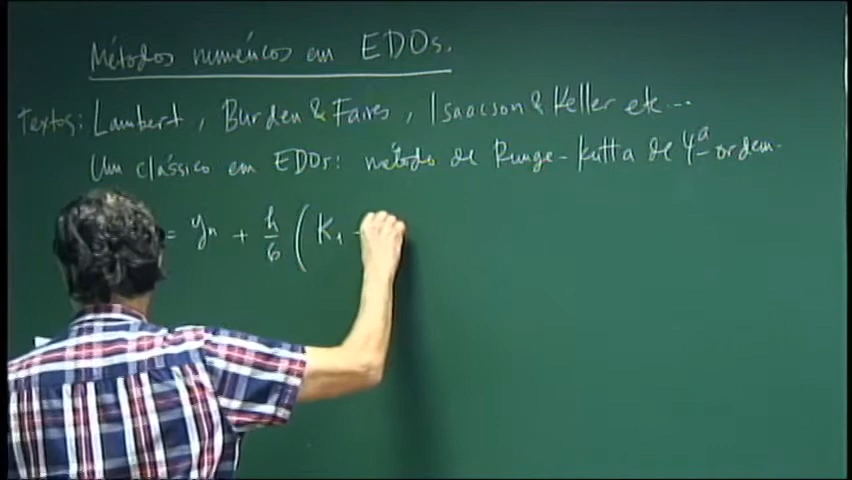 Métodos numéricos em EDOs.
Textos: Lambert, Burden & Faires, Isaacson & Keller etc...
Um clássico em EDOs: método de Runge-Kutta de 4ª ordem.
= yn + h/6 ( K1